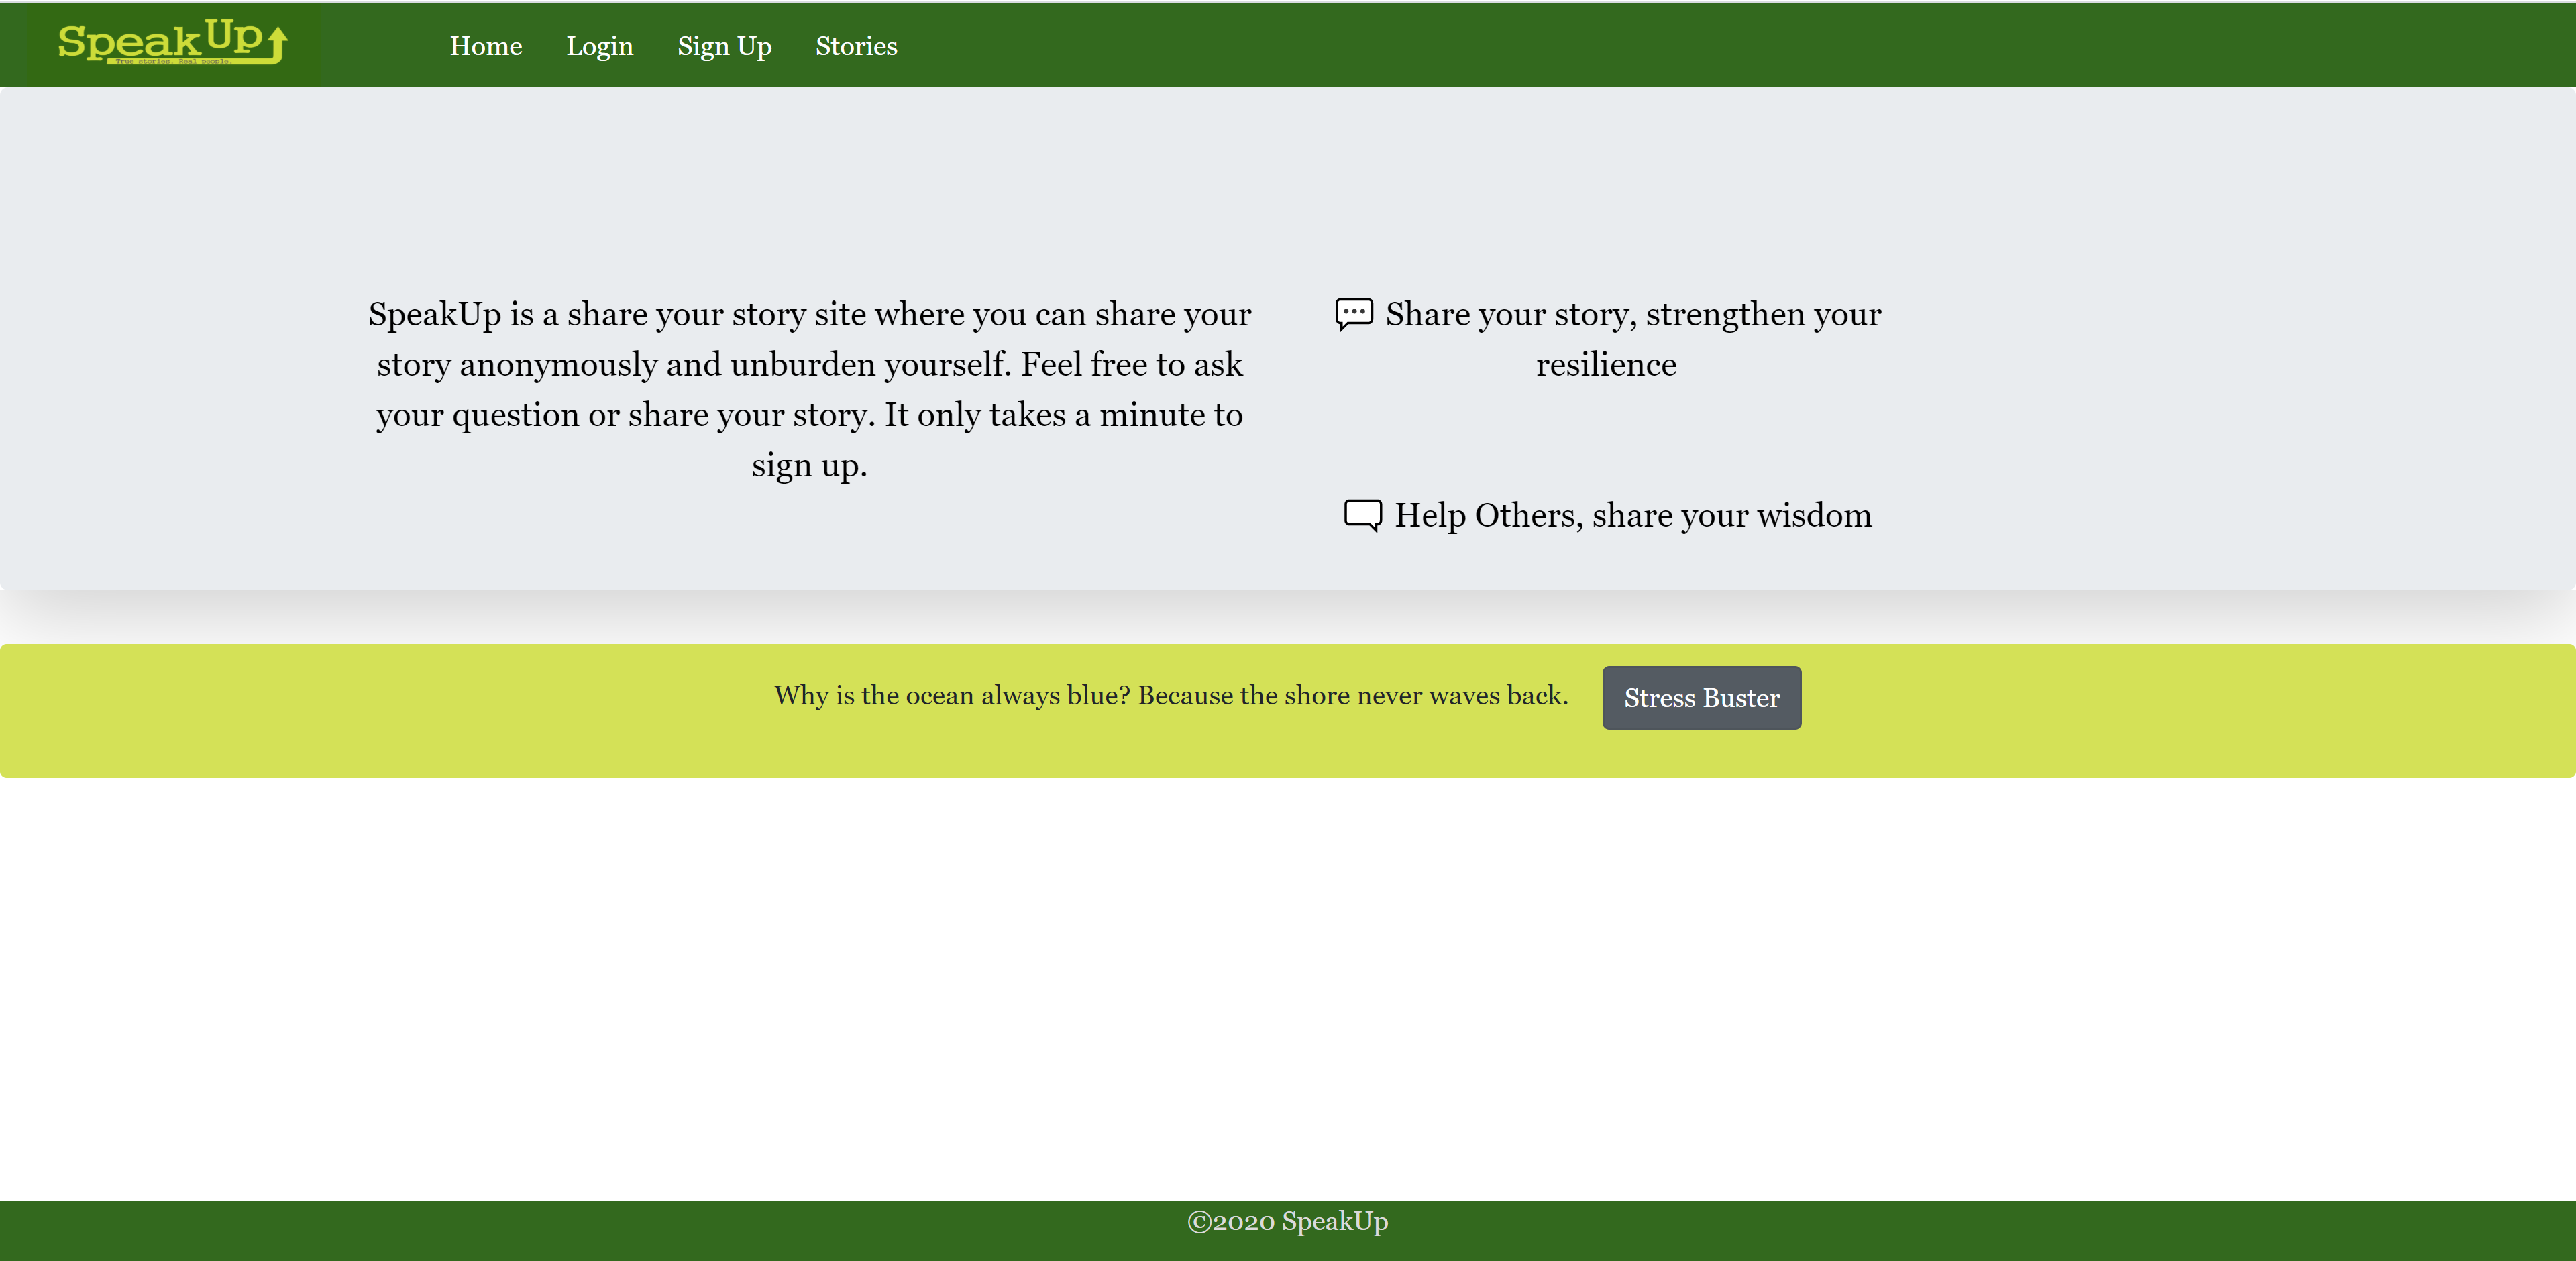 SpeakUp
True stories. Real people.
Home Login Sign Up Stories
SpeakUp is a share your story site where you can share your
story anonymously and unburden yourself. Feel free to ask
your question or share your story. It only takes a minute to
sign up.
Share your story, strengthen your
resilience
Help Others, share your wisdom
Why is the ocean always blue? Because the shore never waves back.
Stress Buster
©2020 SpeakUp